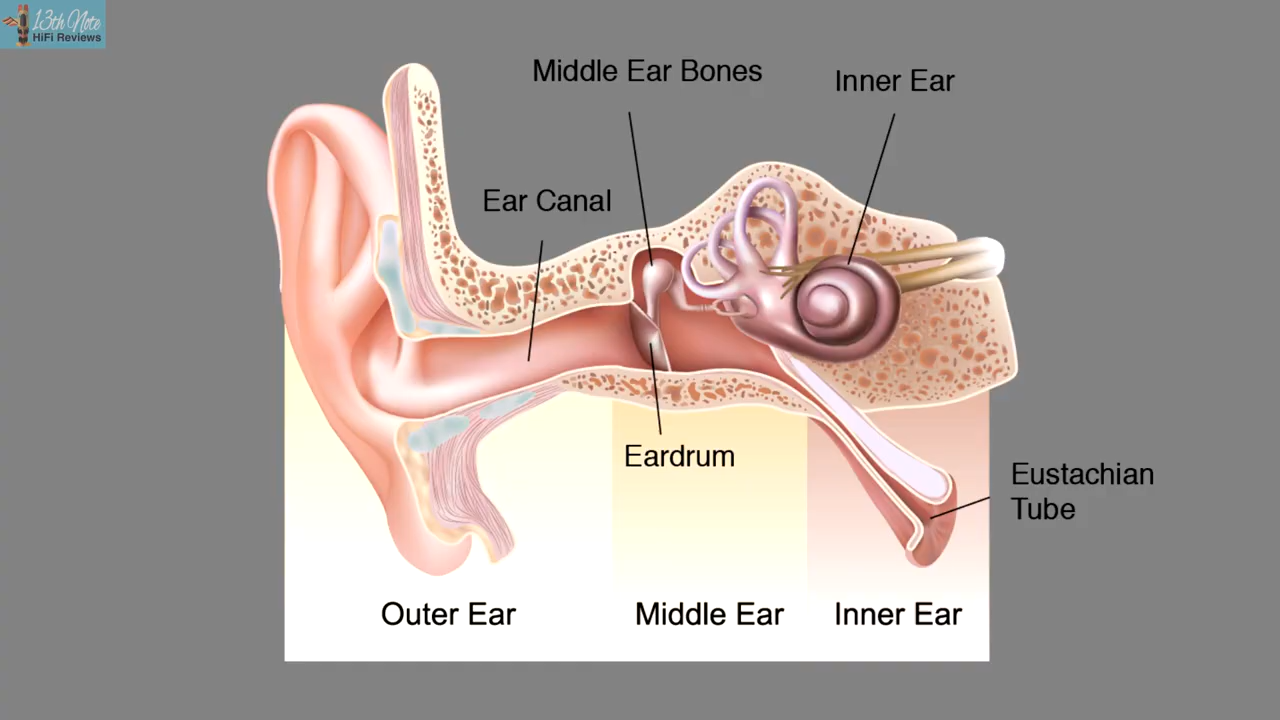 13th Note
HiFi Reviews
Middle Ear Bones
Inner Ear
Ear Canal
Eardrum
Eustachian
Tube
Outer Ear
Middle Ear
Inner Ear